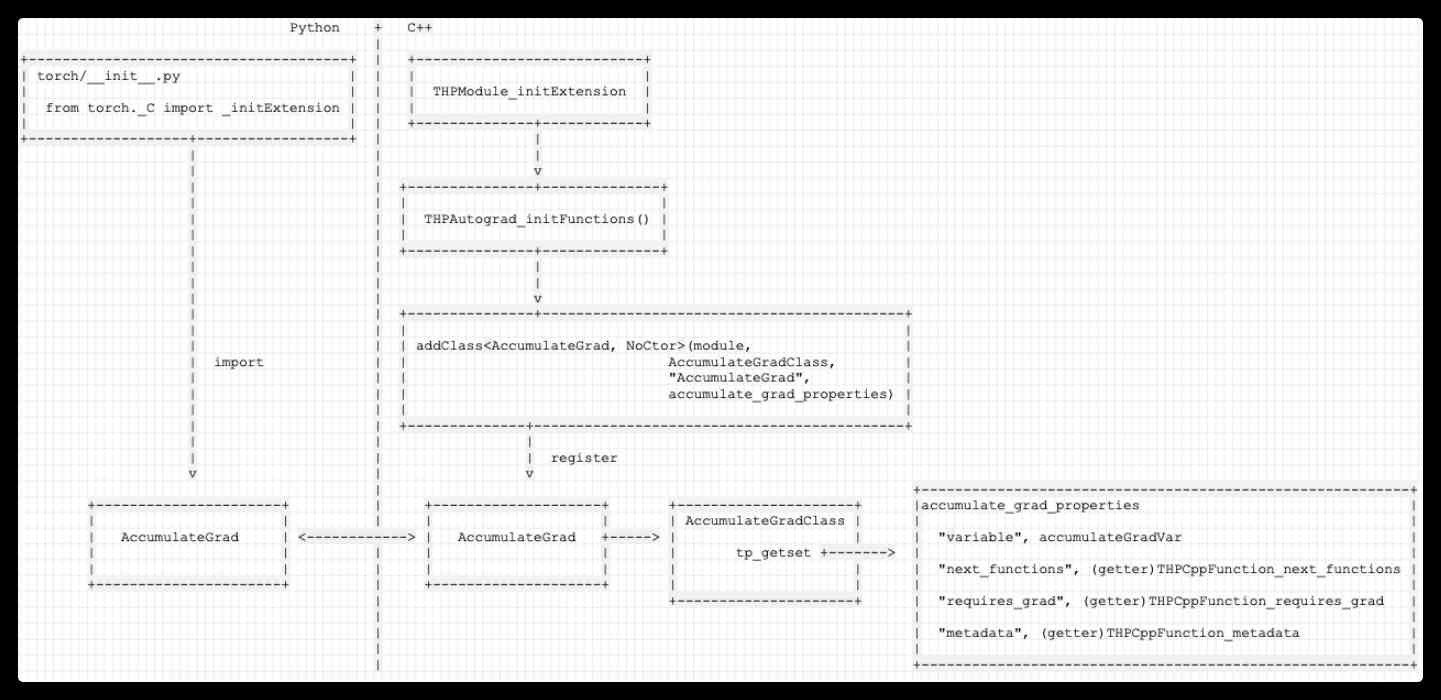 Python + C++
torch/__init__.py
from torch._C import _initExtension
THPModule_initExtension
THPAutograd_initFunctions()
addClass<AccumulateGrad, NoCtor>(module,
AccumulateGradClass,
"AccumulateGrad",
accumulate_grad_properties)
import
register
AccumulateGrad
AccumulateGrad
AccumulateGradClass
tp_getset
accumulate_grad_properties
"variable", accumulateGradVar
"next_functions", (getter)THPCppFunction_next_functions
"requires_grad", (getter)THPCppFunction_requires_grad
"metadata", (getter)THPCppFunction_metadata